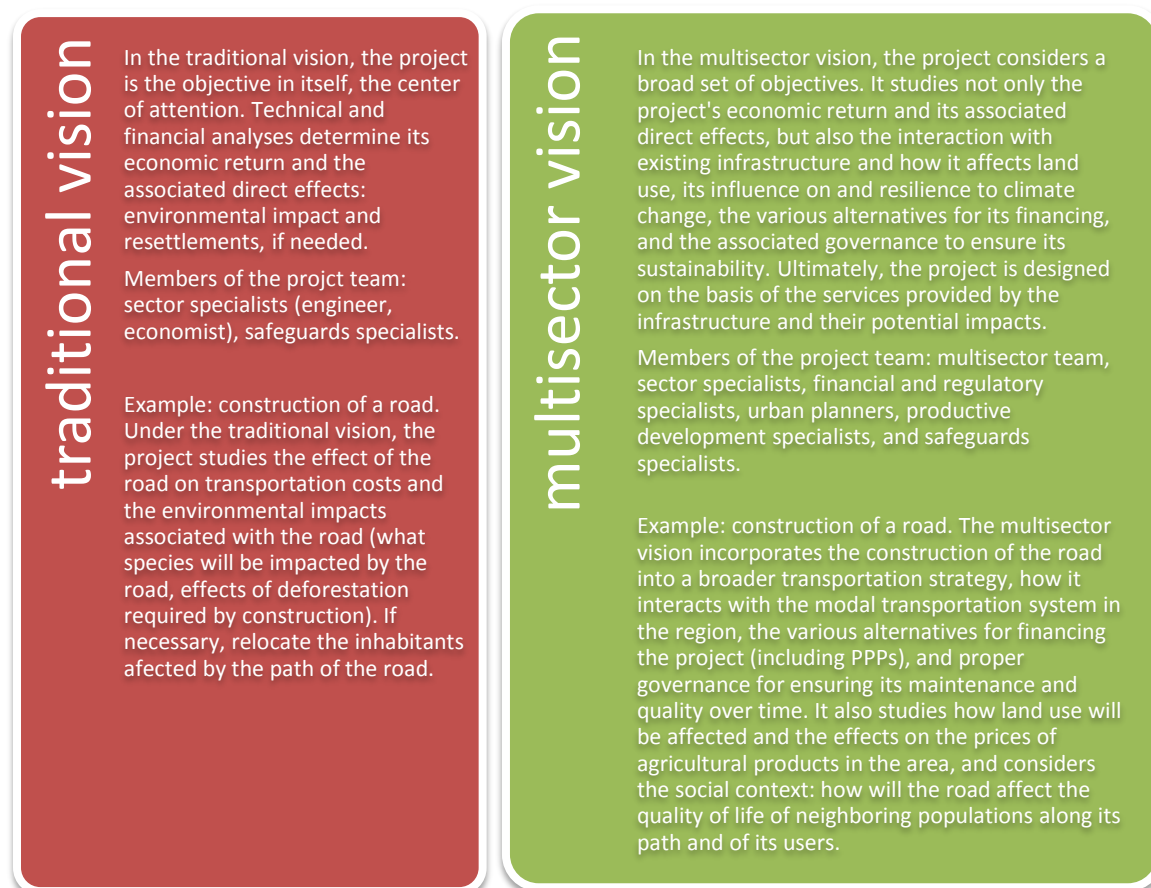 traditional vision
In the traditional vision, the project
is the objective in itself, the center
of attention. Technical and
financial analyses determine its
economic return and the
associated direct effects:
environmental impact and
resettlements, if needed.
Members of the projct team:
sector specialists (engineer,
economist), safeguards specialists.
Example: construction of a road.
Under the traditional vision, the
project studies the effect of the
road on transportation costs and
the environmental impacts
associated with the road (what
species will be impacted by the
road, effects of deforestation
required by construction). If
necessary, relocate the inhabitants
afected by the path of the road.
multisector vision
In the multisector vision, the project considers a
broad set of objectives. It studies not only the
project's economic return and its associated
direct effects, but also the interaction with
existing infrastructure and how it affects land
use, its influence on and resilience to climate
change, the various alternatives for its financing,
and the associated governance to ensure its
sustainability. Ultimately, the project is designed
on the basis of the services provided by the
infrastructure and their potential impacts.
Members of the project team: multisector team,
sector specialists, financial and regulatory
specialists, urban planners, productive
development specialists, and safeguards
specialists.
Example: construction of a road. The multisector
vision incorporates the construction of the road
into a broader transportation strategy, how it
interacts with the modal transportation system in
the region, the various alternatives for financing
the project (including PPPs), and proper
governance for ensuring its maintenance and
quality over time. It also studies how land use will
be affected and the effects on the prices of
agricultural products in the area, and considers
the social context: how will the road affect the
quality of life of neighboring populations along its
path and of its users.